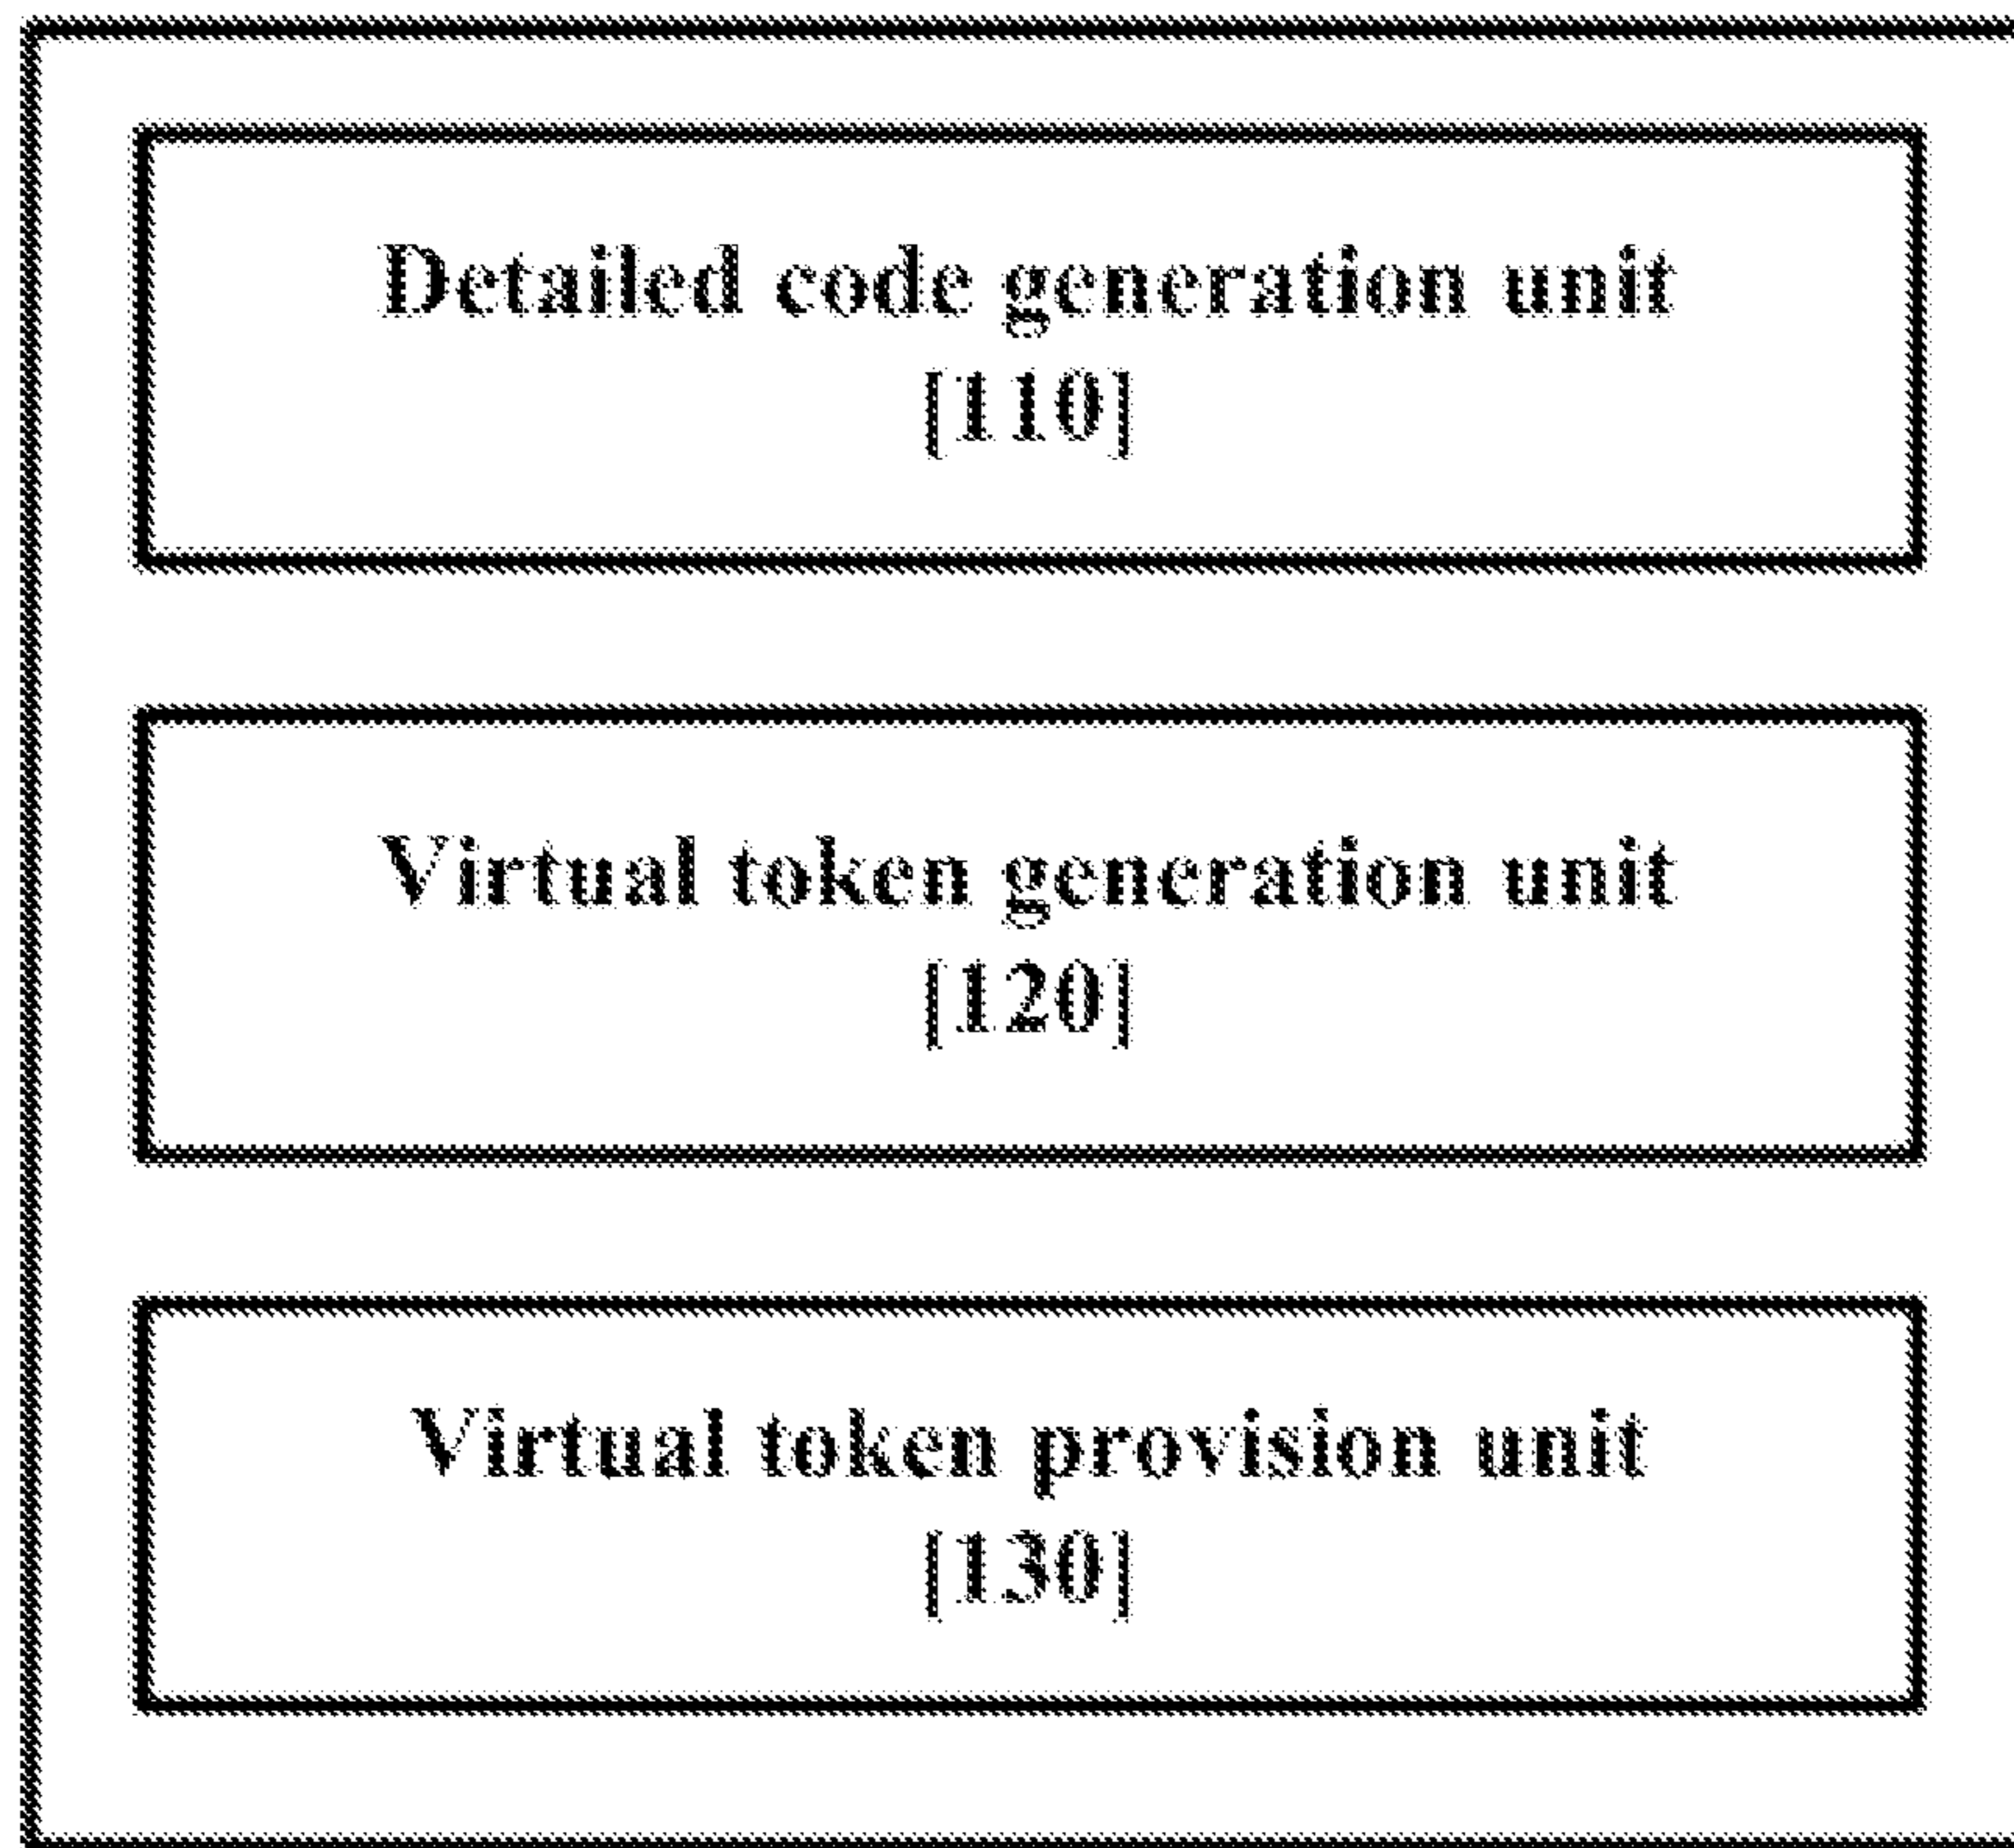 Detailed code generation unit
[110]
Virtual token generation unit
[120]
Virtual token provision unit
[130]